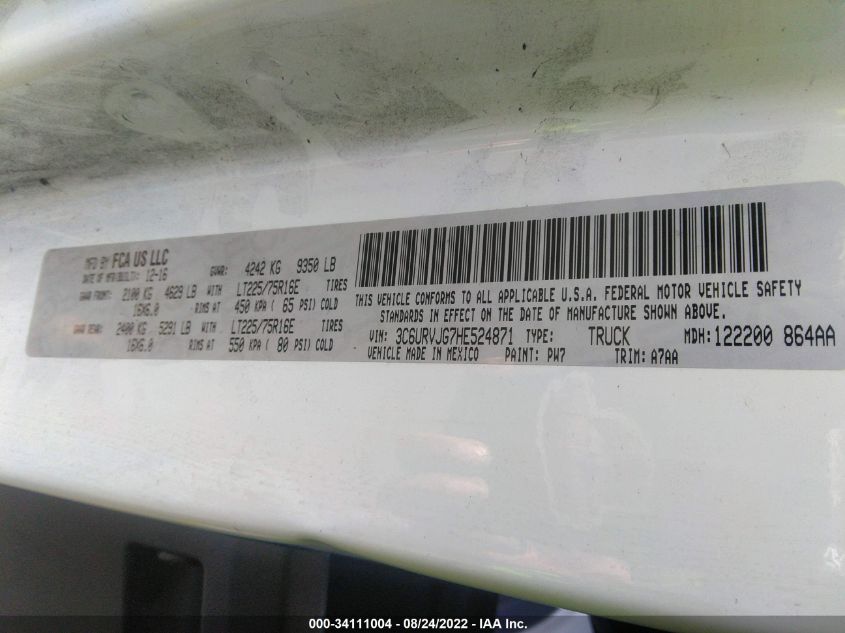 MFD BY FCA US LLC
DATE OF MFR/BUILT: 12-16 GVWR: 4242 KG 9350 LB
GAWR FRONT: 2100 KG 4629 LB WITH LT225/75R16E TIRES
16X6.0 RIMS AT 450 KPA ( 65 PSI) COLD
GAWR REAR: 2400 KG 5291 LB WITH LT225/75R16E TIRES
16X6.0 RIMS AT 550 KPA ( 80 PSI) COLD
THIS VEHICLE CONFORMS TO ALL APPLICABLE U.S.A. FEDERAL MOTOR VEHICLE SAFETY
STANDARDS IN EFFECT ON THE DATE OF MANUFACTURE SHOWN ABOVE.
VIN: 3C6URVJG7HE524871 TYPE: TRUCK MDH: 122200 864AA
VEHICLE MADE IN MEXICO PAINT: PW7 TRIM: A7AA
000-34111004 - 08/24/2022 - IAA Inc.